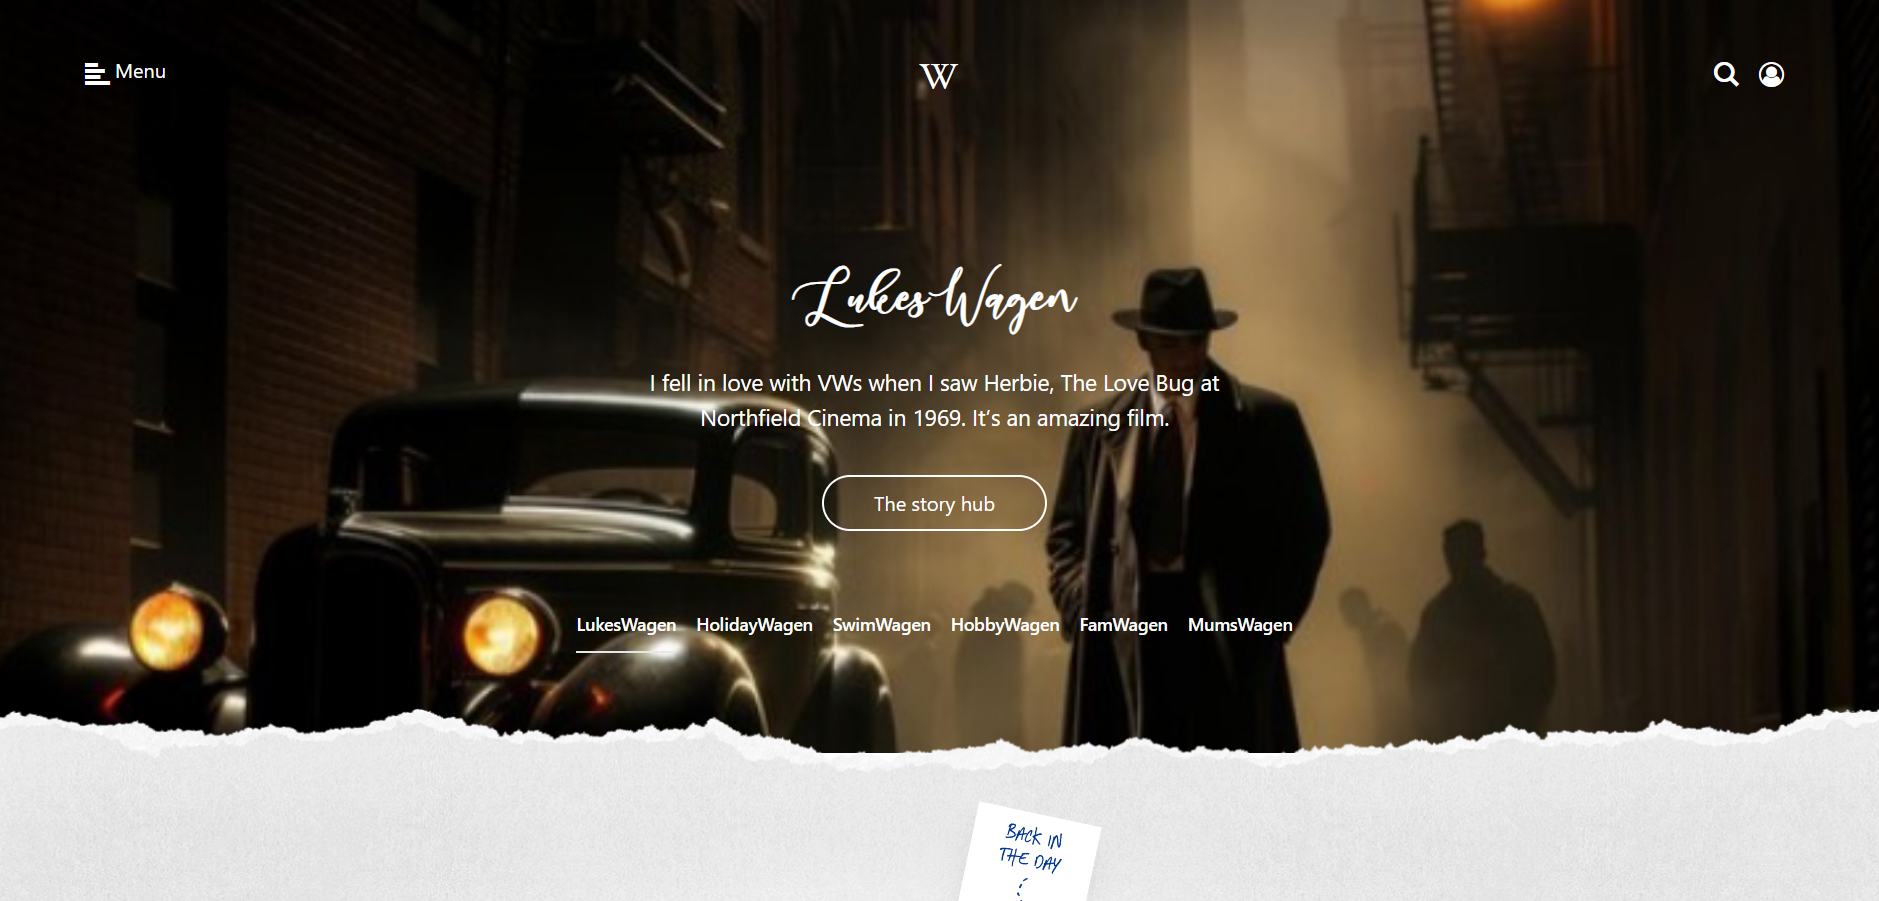 Menu
W
LukesWagen
I fell in love with VWs when I saw Herbie, The Love Bug at
Northfield Cinema in 1969. It’s an amazing film.
The story hub
LukesWagen HolidayWagen SwimWagen HobbyWagen FamWagen MumsWagen
BACK IN
THE DAY